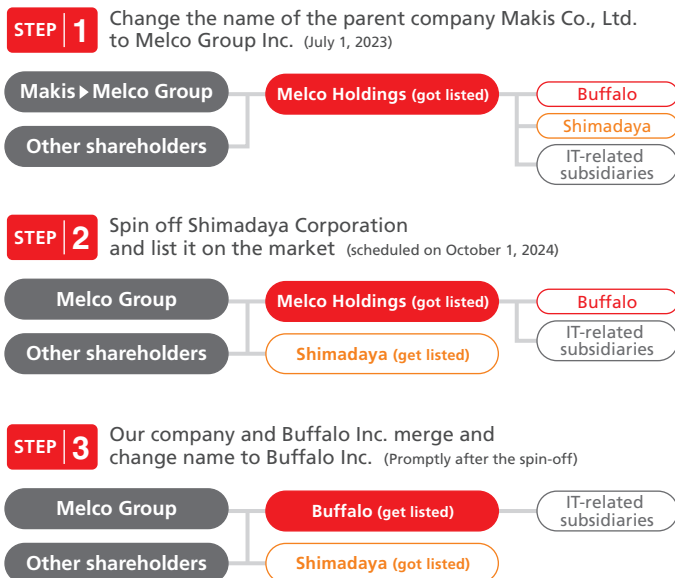 STEP 1
Change the name of the parent company Makis Co., Ltd.
to Melco Group Inc. (July 1, 2023)
Makis▶Melco Group
Melco Holdings (got listed)
Buffalo
Shimadaya
Other shareholders
IT-related
subsidiaries
STEP 2
Spin off Shimadaya Corporation
and list it on the market (scheduled on October 1, 2024)
Melco Group
Melco Holdings (got listed)
Buffalo
Other shareholders
Shimadaya (get listed)
IT-related
subsidiaries
STEP 3
Our company and Buffalo Inc. merge and
change name to Buffalo Inc. (Promptly after the spin-off)
Melco Group
Buffalo (get listed)
IT-related
subsidiaries
Other shareholders
Shimadaya (got listed)